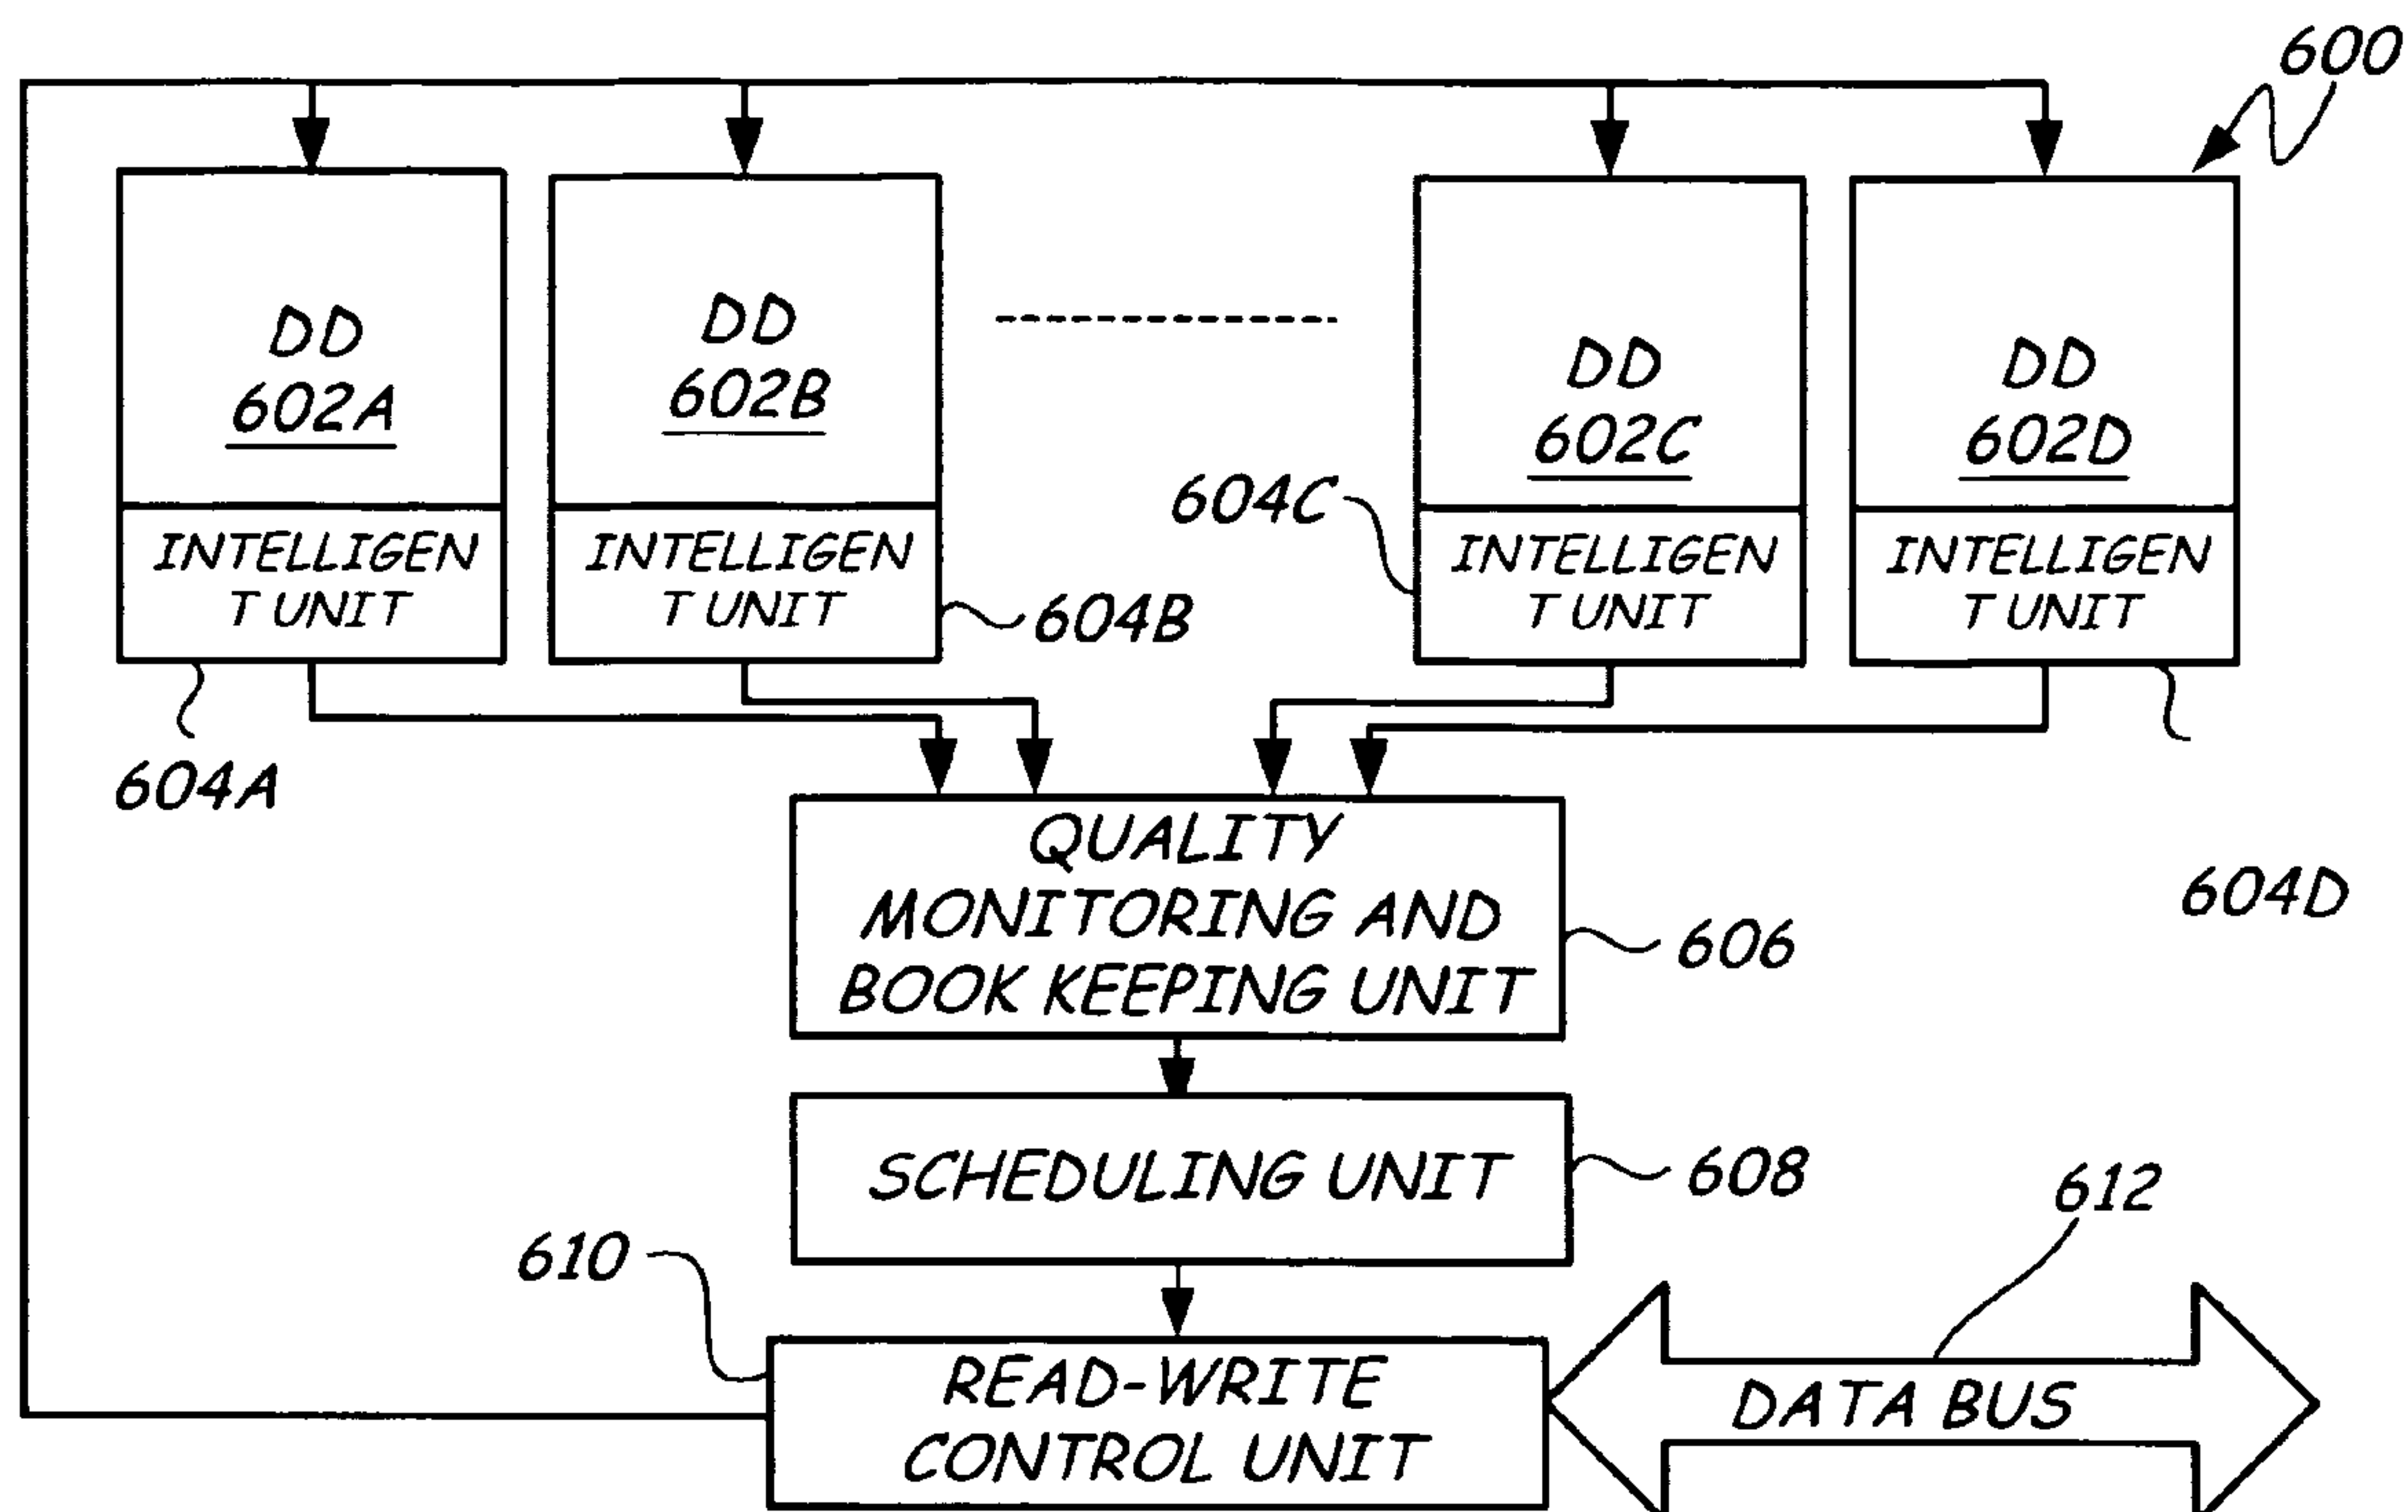 600
DD
602A
DD
602B
DD
602C
DD
602D
604C
INTELLIGEN
T UNIT
INTELLIGEN
T UNIT
INTELLIGEN
T UNIT
INTELLIGEN
T UNIT
604B
604A
604D
QUALITY
MONITORING AND
BOOK KEEPING UNIT
606
SCHEDULING UNIT
608
612
610
READ-WRITE
CONTROL UNIT
DATA BUS